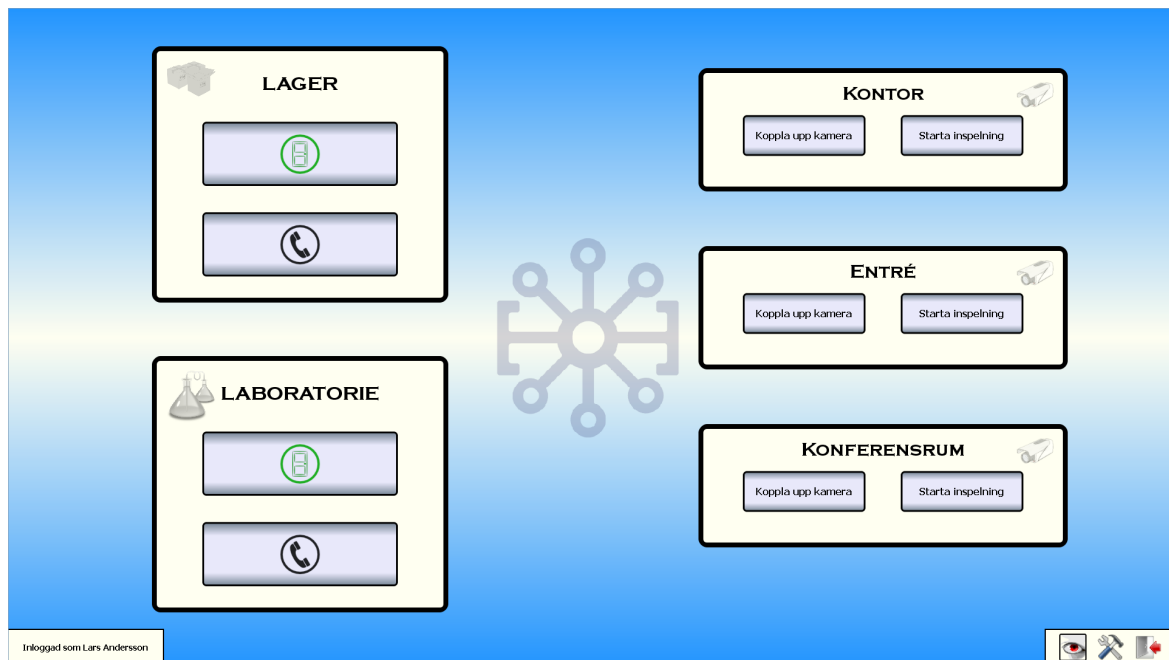 LAGER
LABORATORIE
KONTOR
Koppla upp kamera
Starta inspelning
ENTRÉ
Koppla upp kamera
Starta inspelning
KONFERENSRUM
Koppla upp kamera
Starta inspelning
Inloggad som Lars Andersson